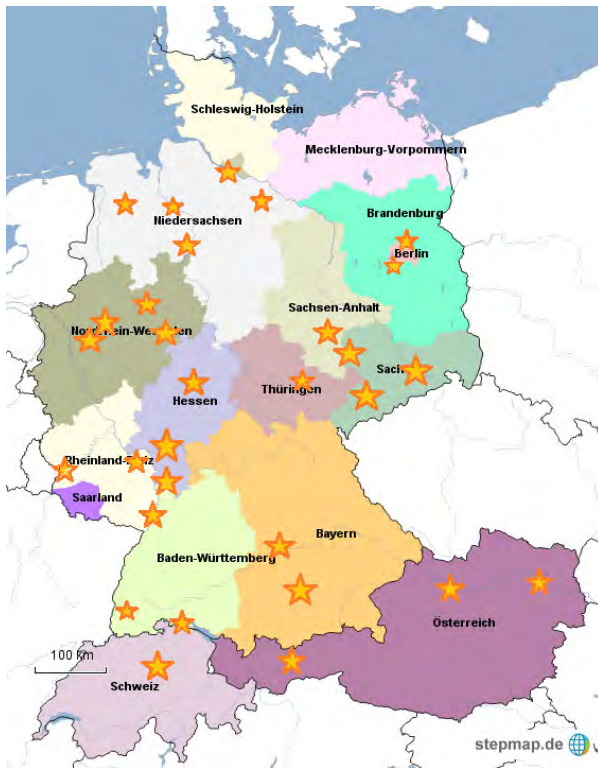 Schleswig-Holstein
Mecklenburg-Vorpommern
Niedersachsen
Brandenburg
Berlin
Sachsen-Anhalt
Hessen
Thüringen
Saarland
Bayern
Baden-Württemberg
Österreich
100 km
Schweiz
stepmap.de